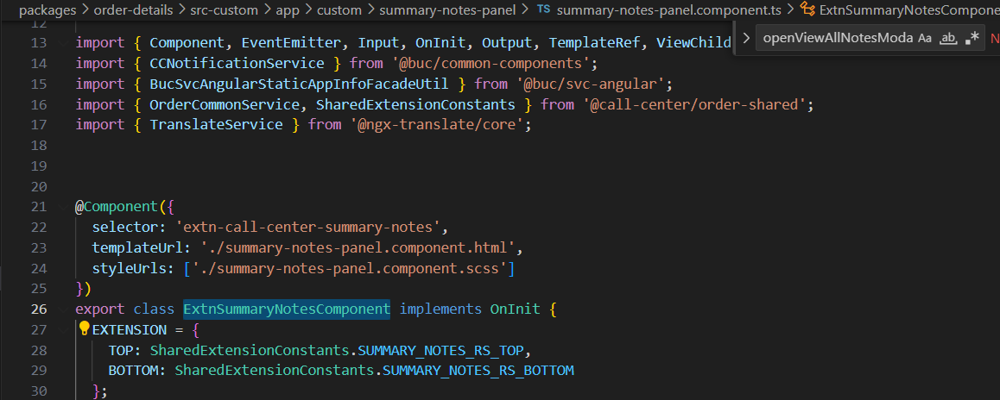 packages > order-details > src-custom > app > custom > summary-notes-panel > TS summary-notes-panel.component.ts > ExtnSummaryNotesCompone
openViewAllNotesModa Aa ab .* N
12
13 import { Component, EventEmitter, Input, OnInit, Output, TemplateRef, ViewChild
14 import { CCNotificationService } from '@buc/common-components';
15 import { BucSvcAngularStaticAppInfoFacadeUtil } from '@buc/svc-angular';
16 import { OrderCommonService, SharedExtensionConstants } from '@call-center/order-shared';
17 import { TranslateService } from '@ngx-translate/core';
18
19
20
21 @Component({
22 selector: 'extn-call-center-summary-notes',
23 templateUrl: './summary-notes-panel.component.html',
24 styleUrls: ['./summary-notes-panel.component.scss']
25 })
26 export class ExtnSummaryNotesComponent implements OnInit {
27 EXTENSION = {
28 TOP: SharedExtensionConstants.SUMMARY_NOTES_RS_TOP,
29 BOTTOM: SharedExtensionConstants.SUMMARY_NOTES_RS_BOTTOM
30 };